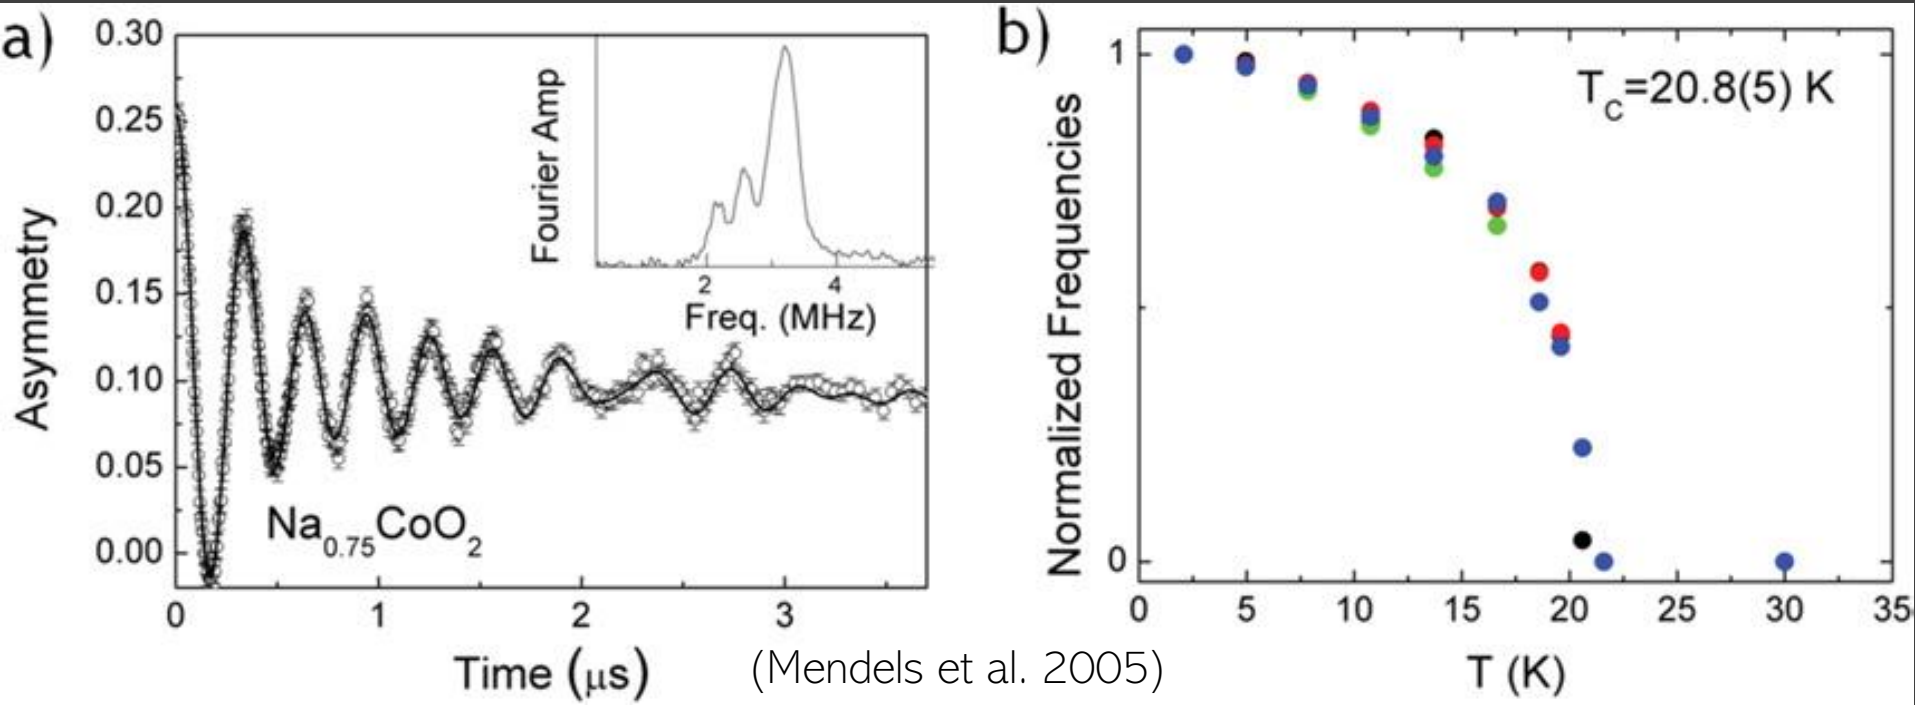 a)
0.30
0.25
0.20
0.15
0.10
0.05
0.00
Asymmetry
Fourier Amp
2 4
Freq. (MHz)
Na0.75CoO2
0 1 2 3
Time (μs)
(Mendels et al. 2005)
b)
1
0
Normalized Frequencies
TC=20.8(5) K
0 5 10 15 20 25 30 35
T (K)